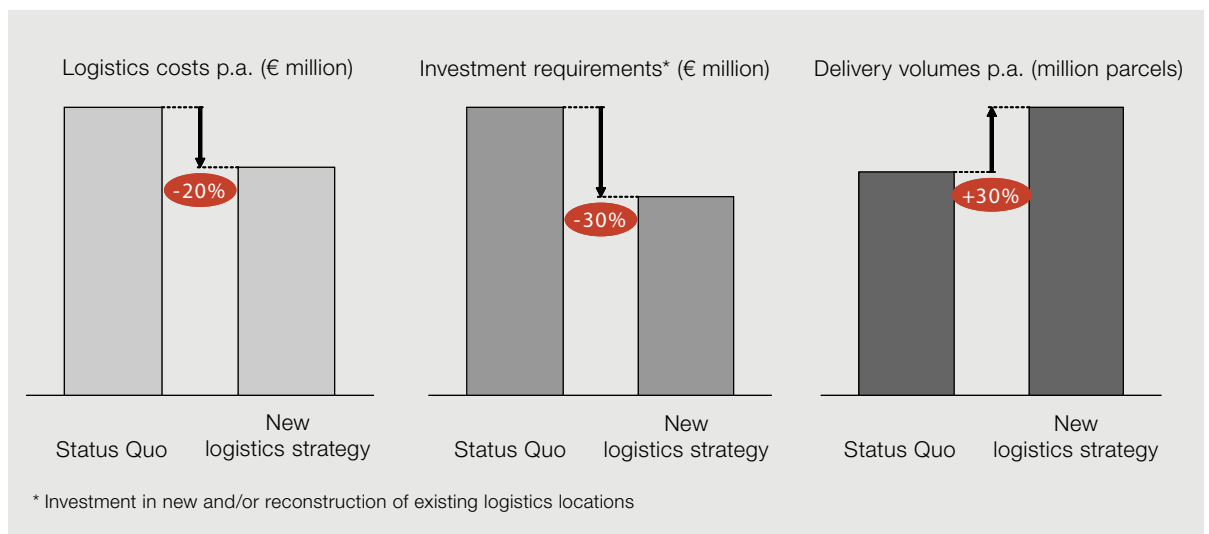 Logistics costs p.a. (€ million)
Investment requirements* (€ million)
Delivery volumes p.a. (million parcels)
-20%
-30%
+30%
Status Quo
New
logistics strategy
Status Quo
New
logistics strategy
Status Quo
New
logistics strategy
* Investment in new and/or reconstruction of existing logistics locations